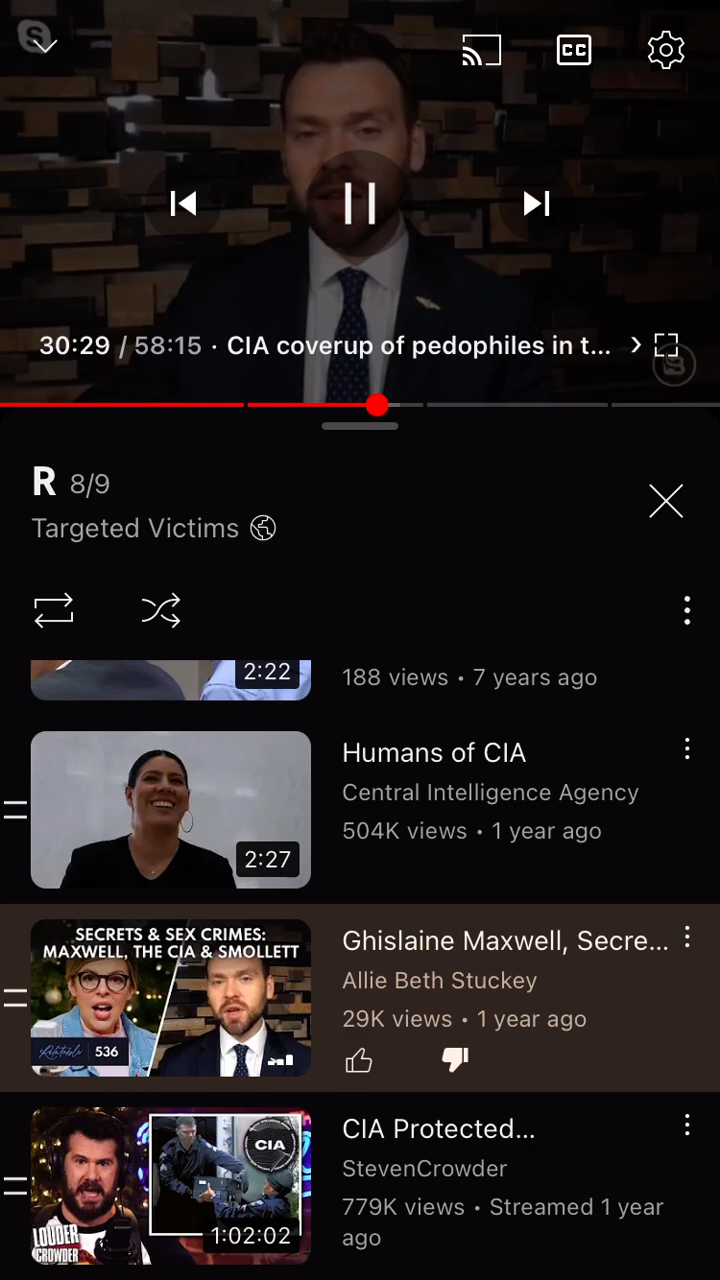 CC
30:29 / 58:15 · CIA coverup of pedophiles in t...
R 8/9
Targeted Victims
2:22
188 views • 7 years ago
Humans of CIA
Central Intelligence Agency
504K views • 1 year ago
2:27
SECRETS & SEX CRIMES:
MAXWELL, THE CIA & SMOLLETT
Relatable 536
Ghislaine Maxwell, Secre...
Allie Beth Stuckey
29K views • 1 year ago
CIA
LOUDER
CROWDER
1:02:02
CIA Protected...
StevenCrowder
779K views • Streamed 1 year
ago